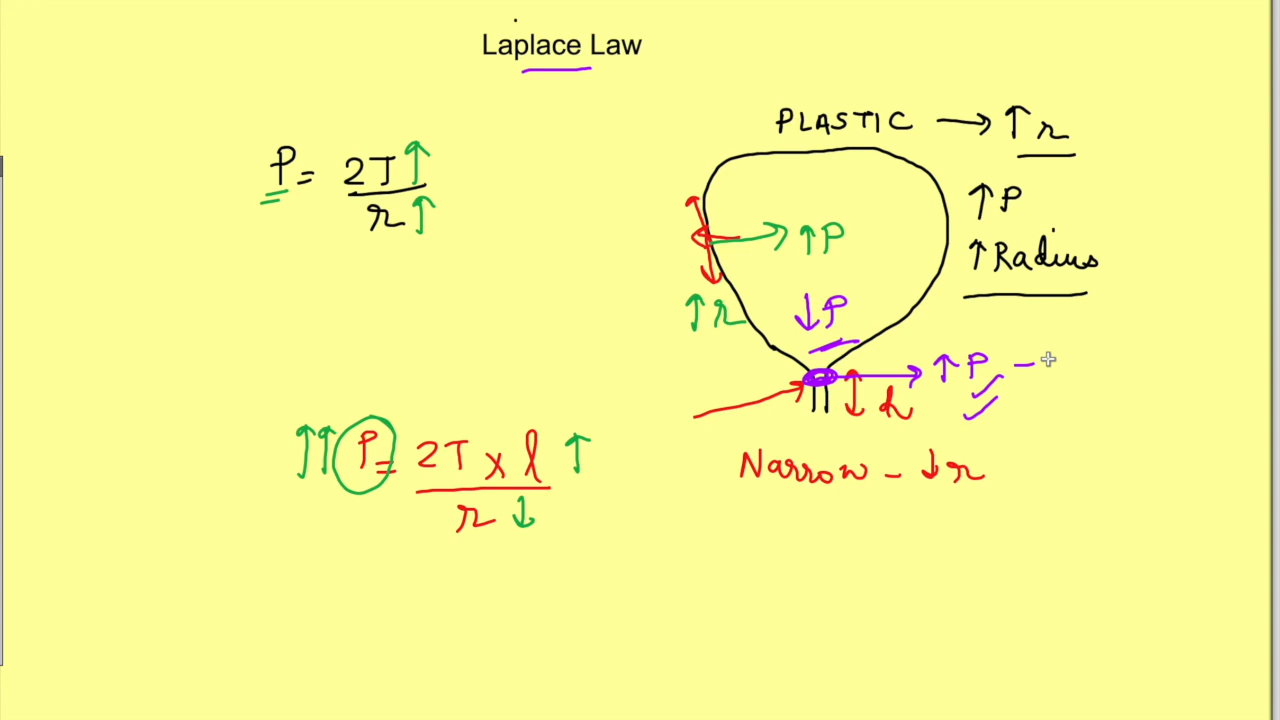 Laplace Law
PLASTIC → ↑ r
P = 2T↑
r↑
↑ P
↑ Radius
↑ P
↑ r
↓ P
↑ P –
↑↑ P = 2T x l ↑
r ↓
Narrow - ↓ r